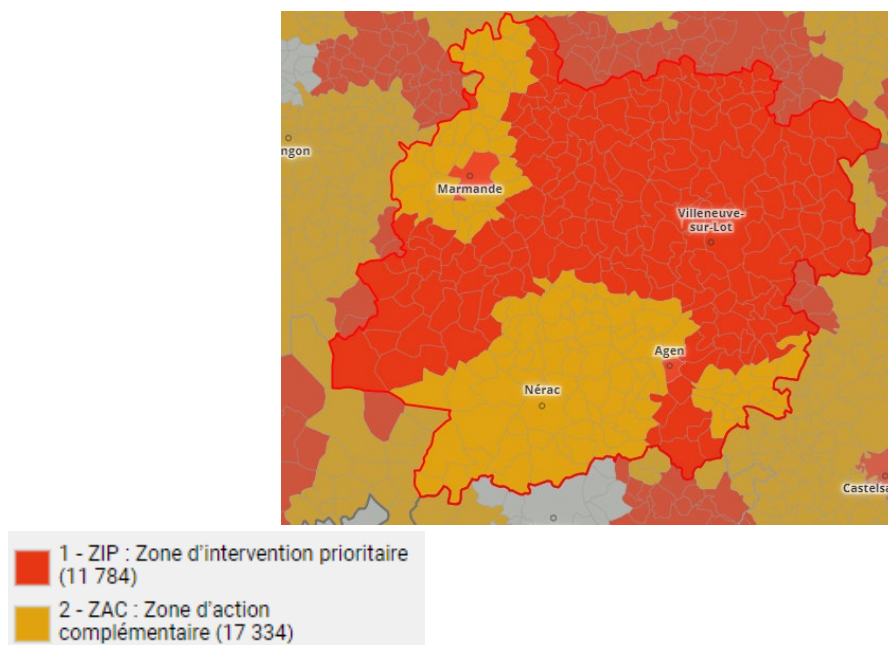 ngon
Marmande
Villeneuve-
sur-Lot
Agen
Nérac
Castelsa
1 - ZIP : Zone d'intervention prioritaire
(11 784)
2 - ZAC : Zone d'action
complémentaire (17 334)